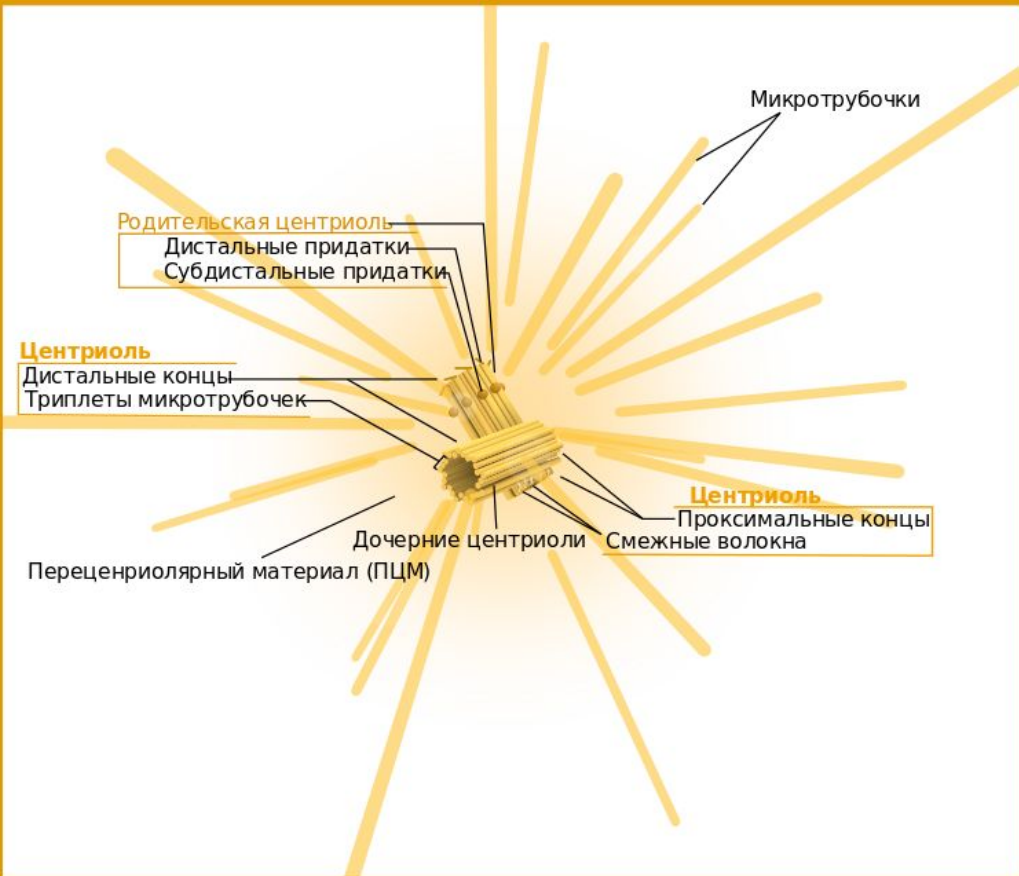 Микротрубочки
Родительская центриоль
Дистальные придатки
Субдистальные придатки
Центриоль
Дистальные концы
Триплеты микротрубочек
Центриоль
Проксимальные концы
Смежные волокна
Дочерние центриоли
Переценриолярный материал (ПЦМ)